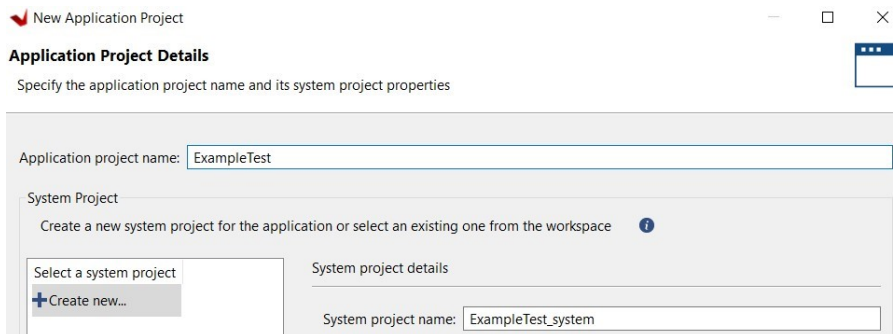 New Application Project
Application Project Details
Specify the application project name and its system project properties
Application project name: ExampleTest
System Project
Create a new system project for the application or select an existing one from the workspace
Select a system project
System project details
Create new...
System project name: ExampleTest_system